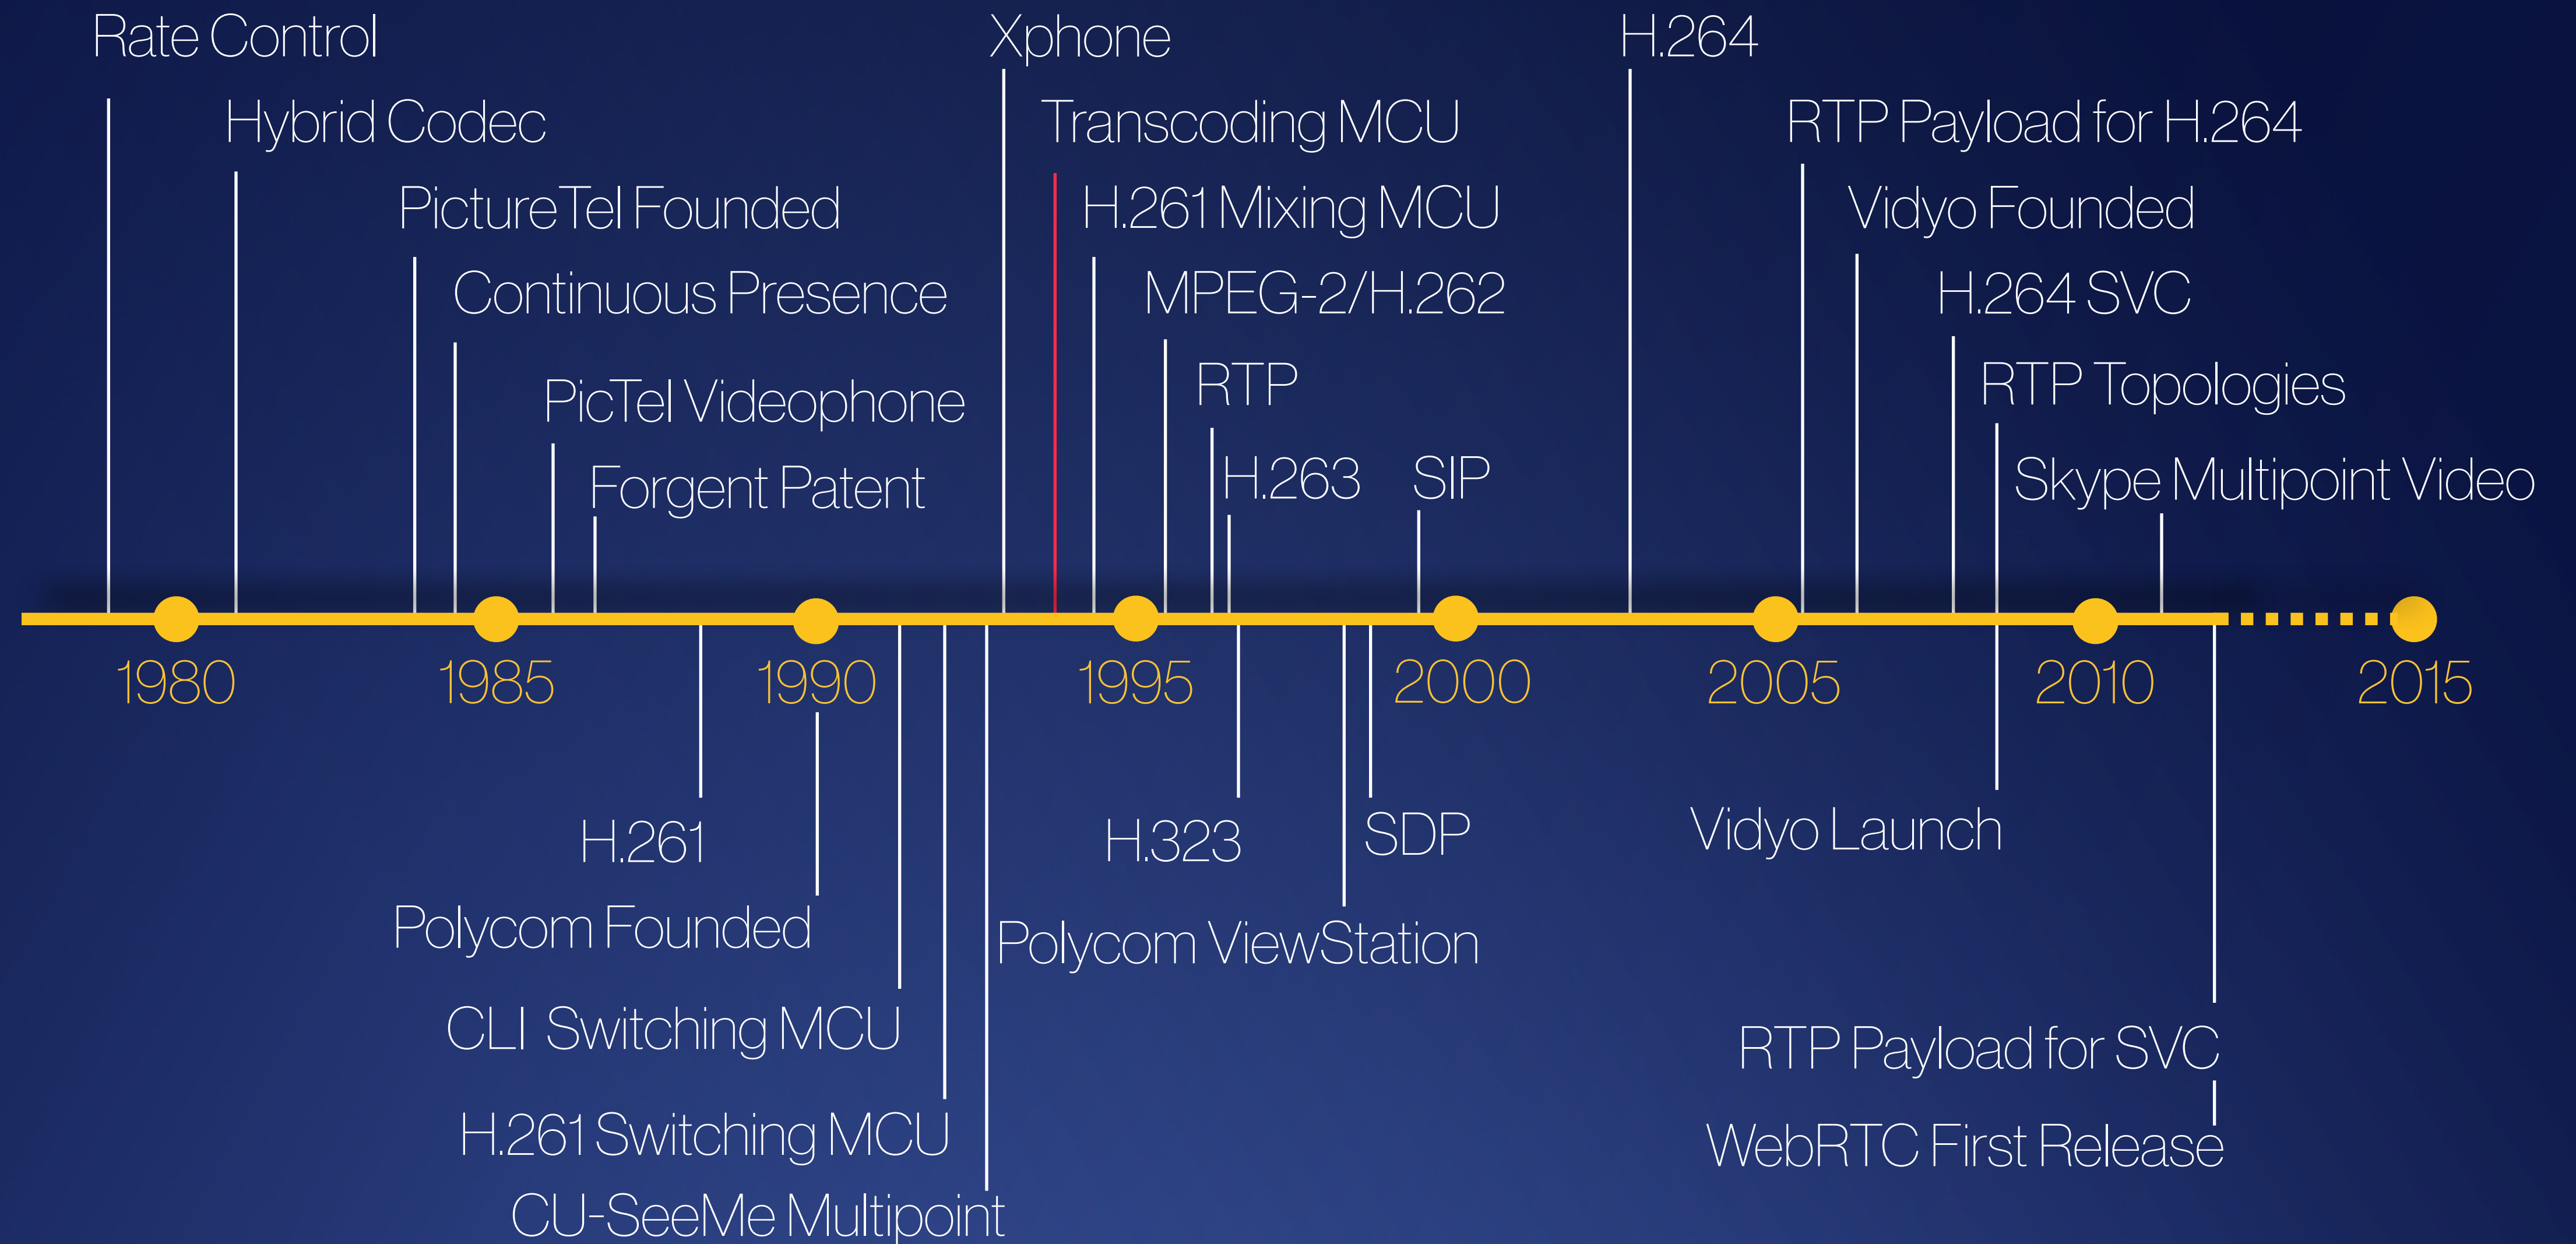 Rate Control
Xphone
H.264
Hybrid Codec
Transcoding MCU
RTP Payload for H.264
PictureTel Founded
H.261 Mixing MCU
Vidyo Founded
Continuous Presence
MPEG-2/H.262
H.264 SVC
RTP
RTP Topologies
PicTel Videophone
H.263
SIP
Skype Multipoint Video
Forgent Patent
1980
1985
1990
1995
2000
2005
2010
2015
H.261
H.323
SDP
Vidyo Launch
Polycom Founded
Polycom ViewStation
CLI Switching MCU
RTP Payload for SVC
H.261 Switching MCU
WebRTC First Release
CU-SeeMe Multipoint